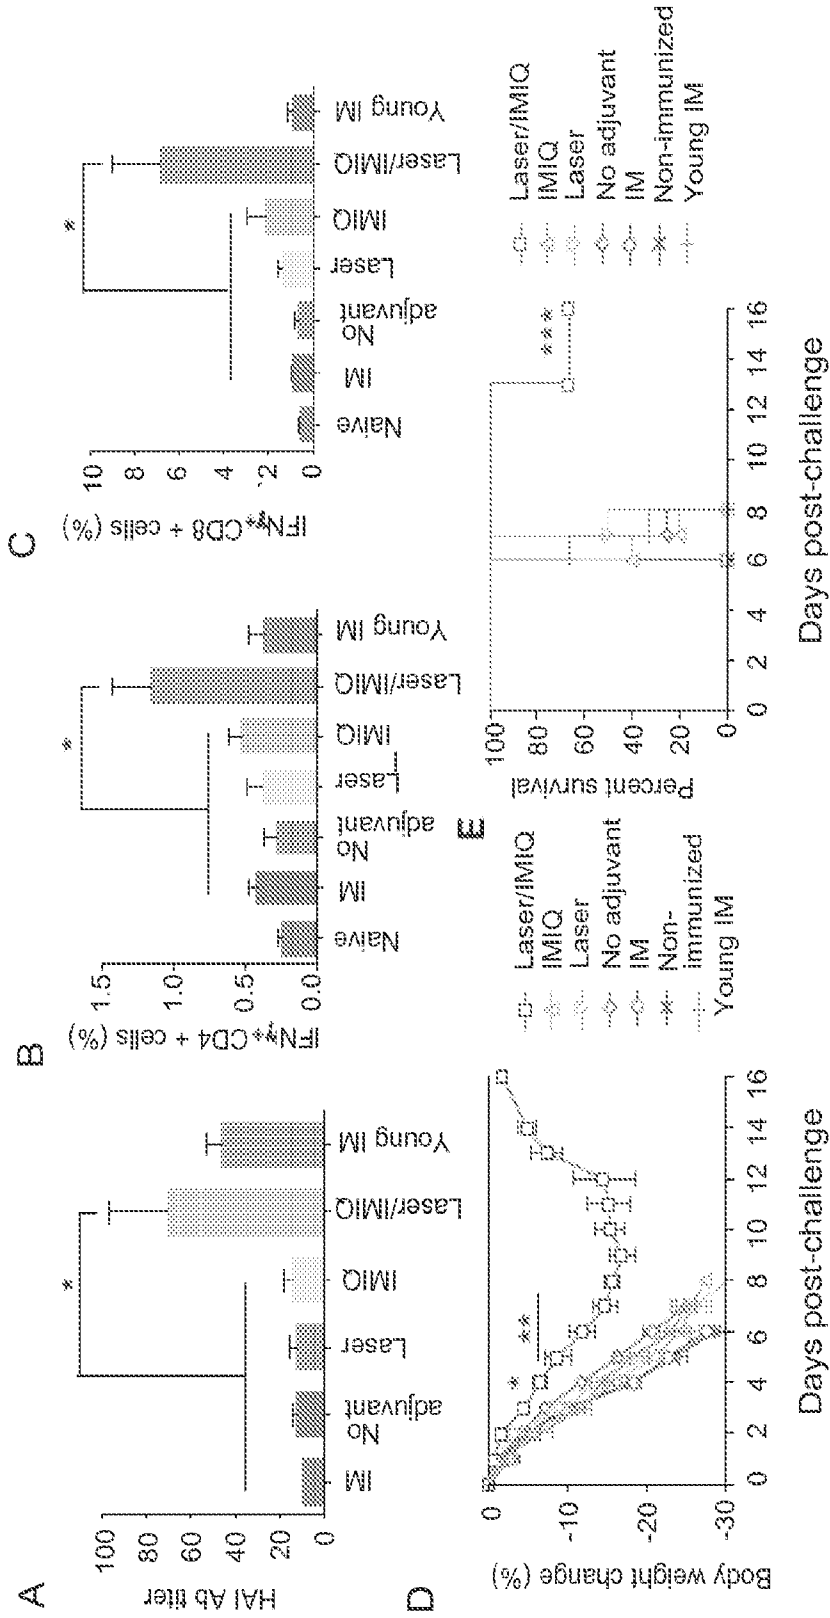 A
HAI Ab titer
100
80
60
40
20
0
IM
No
adjuvant
Laser
IMIQ
Laser/IMIQ
Young IM
*
B
IFNγ+CD4 + cells (%)
1.5
1.0
0.5
0.0
Naive
IM
No
adjuvant
Laser
IMIQ
Laser/IMIQ
Young IM
*
C
IFNγ+CD8 + cells (%)
10
8
6
4
2
0
Naive
IM
No
adjuvant
Laser
IMIQ
Laser/IMIQ
Young IM
*
D
Body weight change (%)
0
-10
-20
-30
0 2 4 6 8 10 12 14 16
Days post-challenge
*
**
Laser/IMIQ
IMIQ
Laser
No adjuvant
IM
Non-
immunized
Young IM
E
Percent survival
100
80
60
40
20
0
0 2 4 6 8 10 12 14 16
Days post-challenge
***
Laser/IMIQ
IMIQ
Laser
No adjuvant
IM
Non-immunized
Young IM